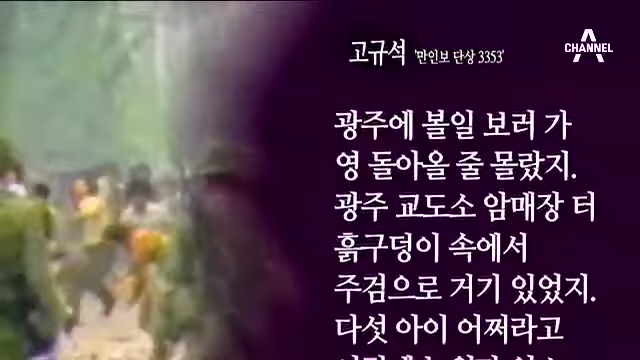 고규석 '만인보 단상 3353'
CHANNEL A
광주에 볼일 보러 가
영 돌아올 줄 몰랐지.
광주 교도소 암매장 터
흙구덩이 속에서
주검으로 거기 있었지.
다섯 아이 어쩌라고